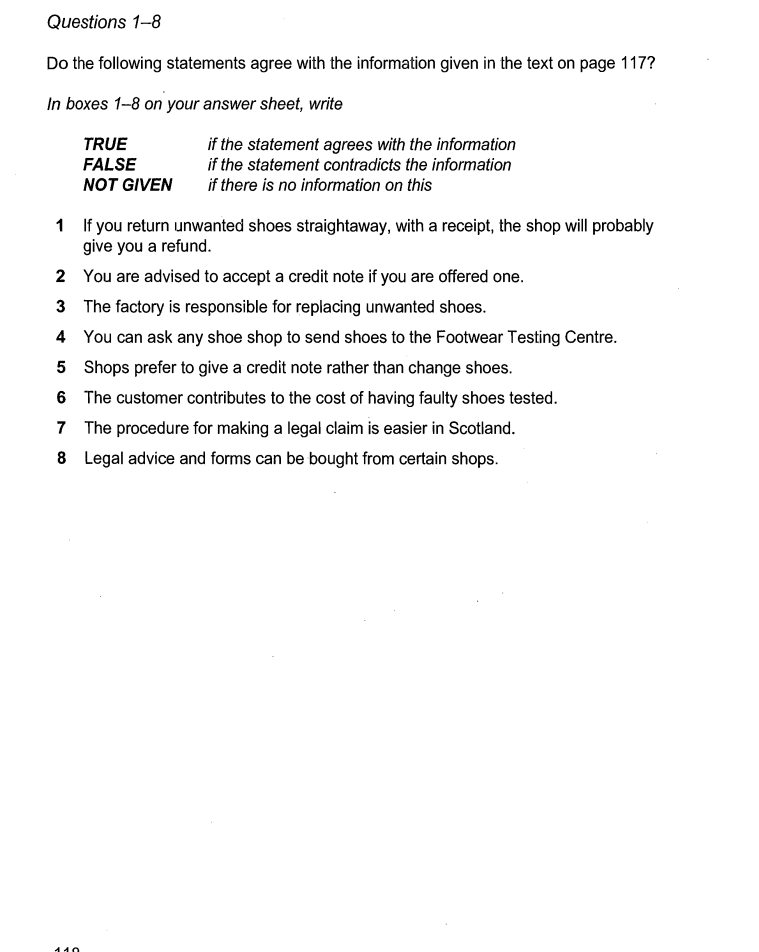 Questions 1–8
Do the following statements agree with the information given in the text on page 117?
In boxes 1–8 on your answer sheet, write
TRUE if the statement agrees with the information
FALSE if the statement contradicts the information
NOT GIVEN if there is no information on this
1 If you return unwanted shoes straightaway, with a receipt, the shop will probably
give you a refund.
2 You are advised to accept a credit note if you are offered one.
3 The factory is responsible for replacing unwanted shoes.
4 You can ask any shoe shop to send shoes to the Footwear Testing Centre.
5 Shops prefer to give a credit note rather than change shoes.
6 The customer contributes to the cost of having faulty shoes tested.
7 The procedure for making a legal claim is easier in Scotland.
8 Legal advice and forms can be bought from certain shops.